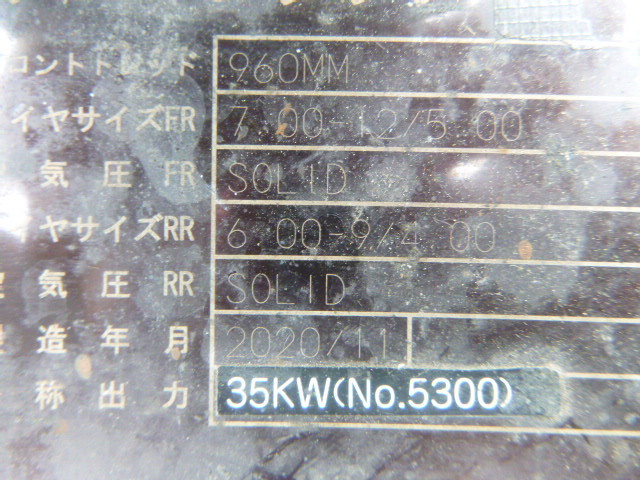 コントトレッド 960MM
イヤサイズFR 7.00-12/5.00
気圧 FR SOLID
イヤサイズRR 6.00-9/4.00
気圧 RR SOLID
造年月 2020/11
称出力 35KW(No.5300)